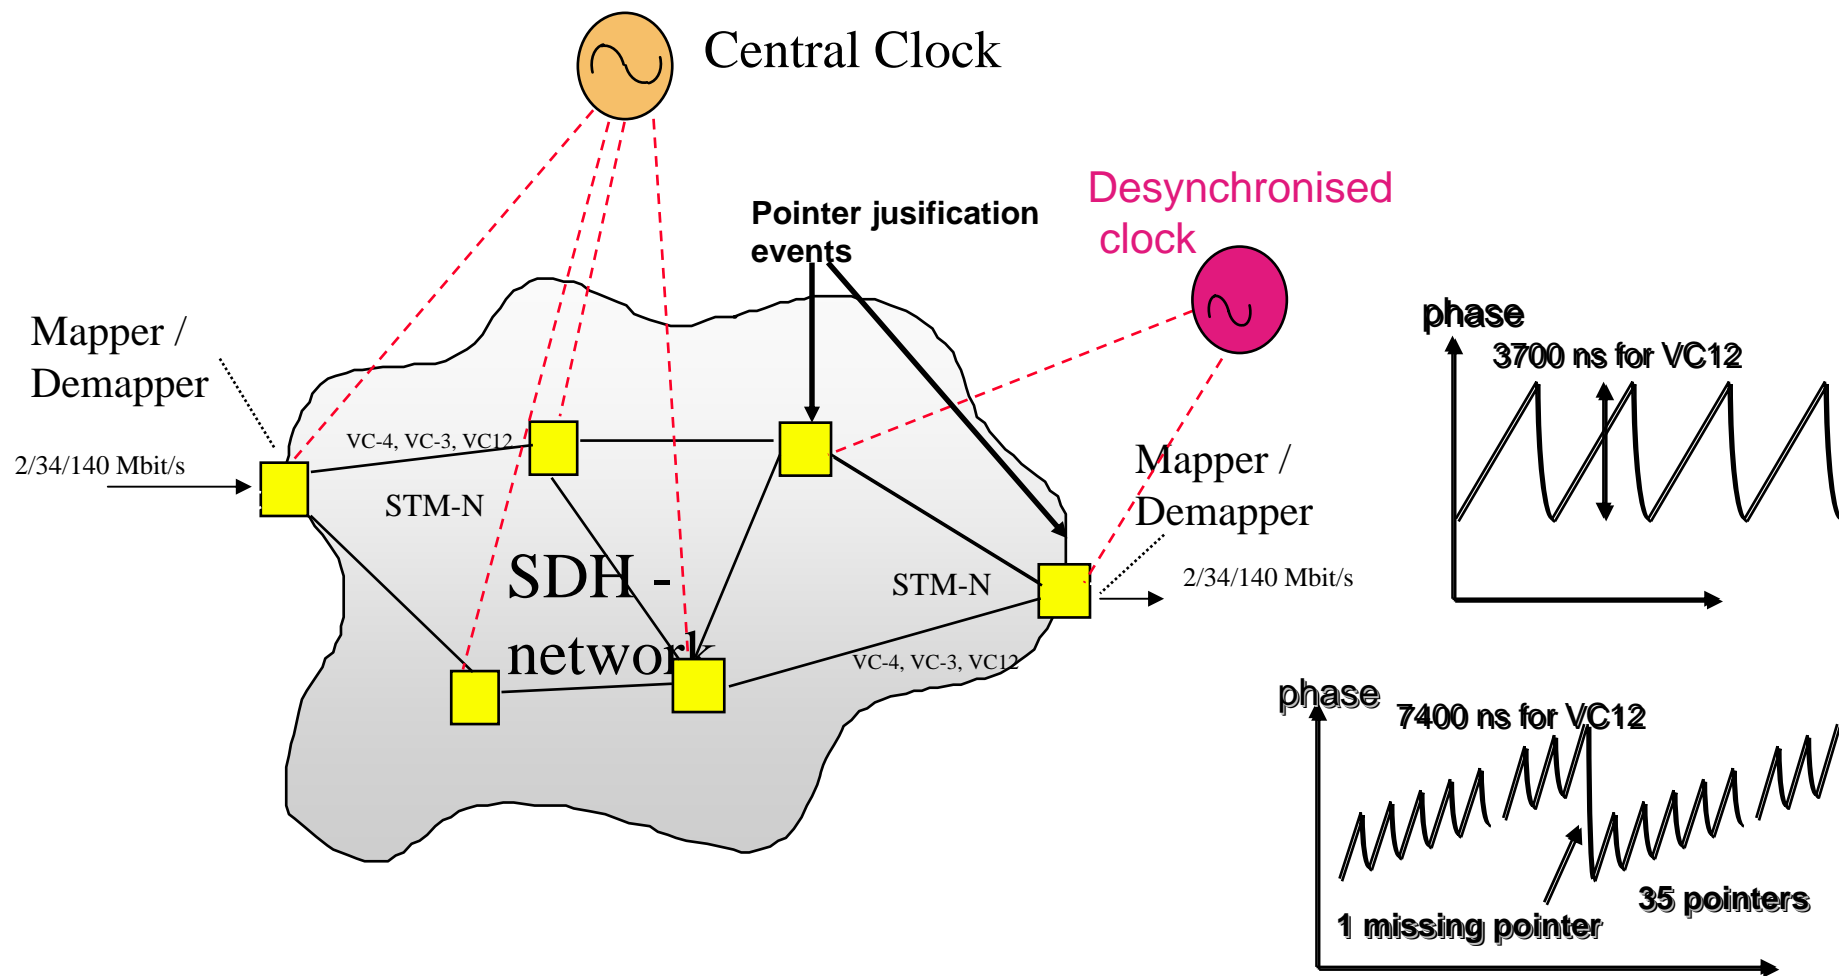 Central Clock
Desynchronised
clock
Pointer jusification
events
phase
3700 ns for VC12
Mapper /
Demapper
VC-4, VC-3, VC12
2/34/140 Mbit/s
STM-N
Mapper /
Demapper
SDH -
network
STM-N
2/34/140 Mbit/s
VC-4, VC-3, VC12
phase
7400 ns for VC12
35 pointers
1 missing pointer